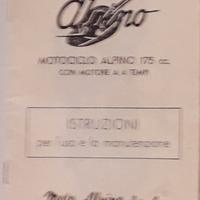 Alpino
MOTOCICLO ALPINO 175 cc.
CON MOTORE A 4 TEMPI
ISTRUZIONI
per l'uso e la manutenzione
Moto Alpino